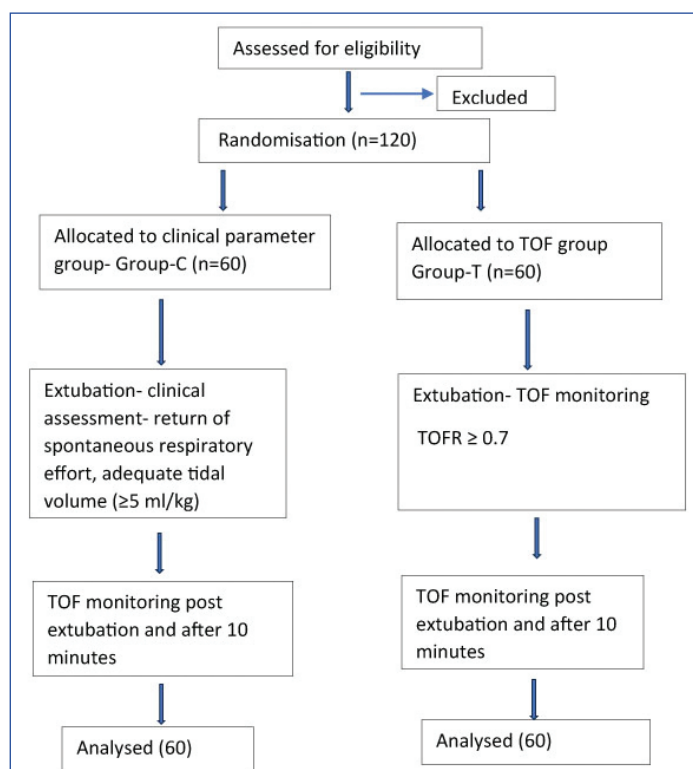 Assessed for eligibility
Excluded
Randomisation (n=120)
Allocated to clinical parameter
group- Group-C (n=60)
Allocated to TOF group
Group-T (n=60)
Extubation- clinical
assessment- return of
spontaneous respiratory
effort, adequate tidal
volume (≥5 ml/kg)
Extubation- TOF monitoring
TOFR ≥ 0.7
TOF monitoring post
extubation and after 10
minutes
TOF monitoring post
extubation and after 10
minutes
Analysed (60)
Analysed (60)